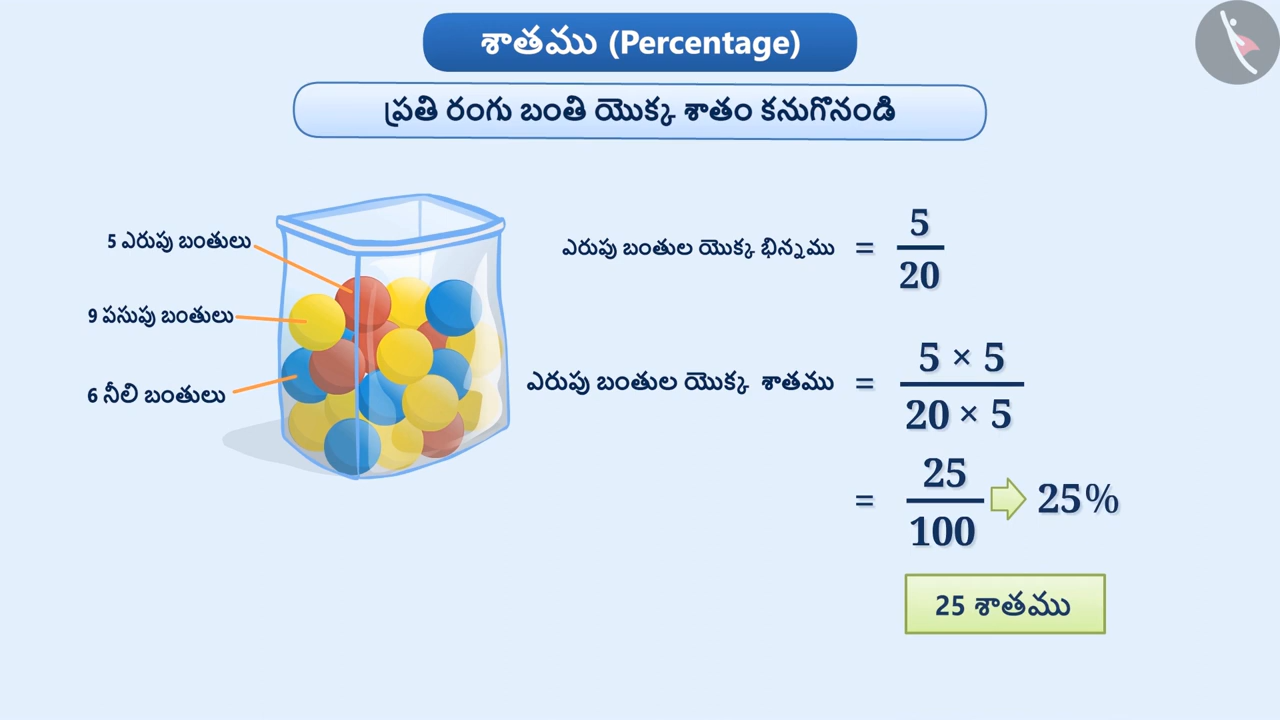 శాతము (Percentage)
ప్రతి రంగు బంతి యొక్క శాతం కనుగొనండి
5 ఎరుపు బంతులు
9 పసుపు బంతులు
6 నీలి బంతులు
ఎరుపు బంతుల యొక్క భిన్నము = 5
20
ఎరుపు బంతుల యొక్క శాతము = 5 × 5
20 × 5
= 25
100
25%
25 శాతము